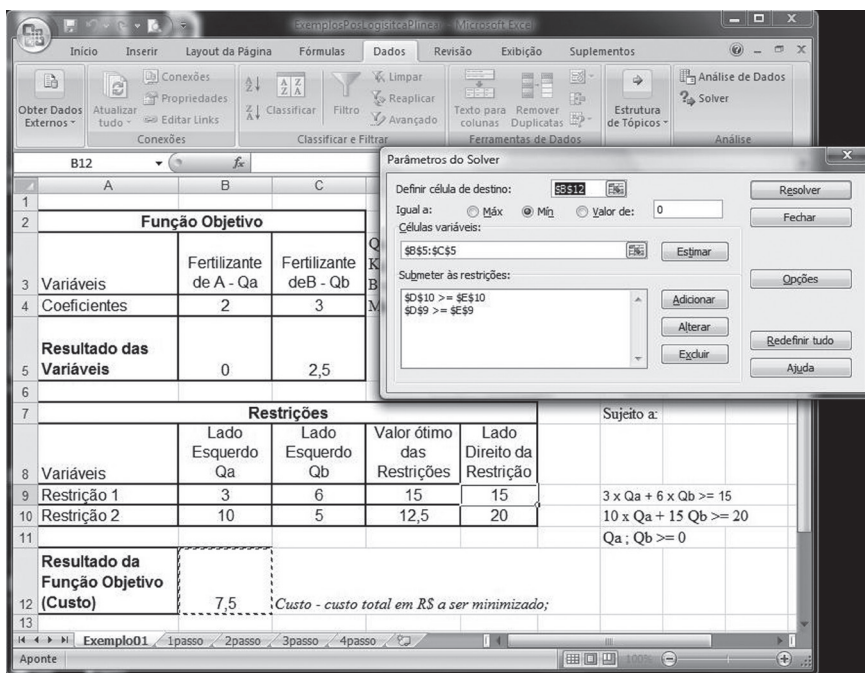 ExemplosPosLogisitcaPlinear - Microsoft Excel
Início Inserir Layout da Página Fórmulas Dados Revisão Exibição Suplementos
Obter Dados Externos
Atualizar tudo
Conexões
Propriedades
Editar Links
Conexões
Classificar
Filtro
Limpar
Reaplicar
Avançado
Classificar e Filtrar
Texto para colunas
Remover Duplicatas
Ferramentas de Dados
Estrutura de Tópicos
Análise de Dados
Solver
Análise
B12 fx
A B C
1
2 Função Objetivo
3 Variáveis Fertilizante de A - Qa Fertilizante deB - Qb
4 Coeficientes 2 3
5 Resultado das Variáveis 0 2,5
6
7 Restrições Sujeito a:
8 Variáveis Lado Esquerdo Qa Lado Esquerdo Qb Valor ótimo das Restrições Lado Direito da Restrição
9 Restrição 1 3 6 15 15 3 x Qa + 6 x Qb >= 15
10 Restrição 2 10 5 12,5 20 10 x Qa + 15 Qb >= 20
11 Qa ; Qb >= 0
12 Resultado da Função Objetivo (Custo) 7,5 Custo - custo total em R$ a ser minimizado;
13
Parâmetros do Solver
Definir célula de destino: $B$12
Igual a: Máx Mín Valor de: 0
Células variáveis:
$B$5:$C$5
Estimar
Submeter às restrições:
$D$10 >= $E$10
$D$9 >= $E$9
Adicionar
Alterar
Excluir
Resolver
Fechar
Opções
Redefinir tudo
Ajuda
Exemplo01 1passo 2passo 3passo 4passo
Aponte 100%